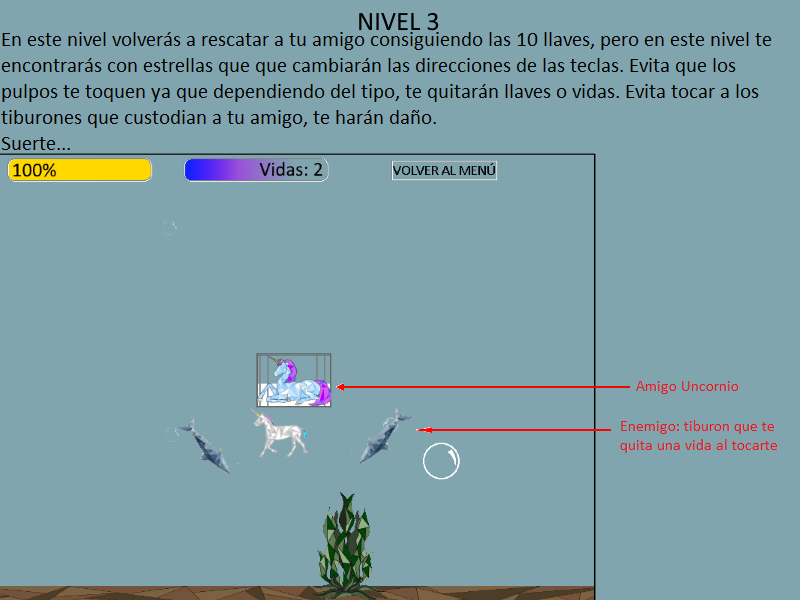 NIVEL 3
En este nivel volverás a rescatar a tu amigo consiguiendo las 10 llaves, pero en este nivel te
encontrarás con estrellas que que cambiarán las direcciones de las teclas. Evita que los
pulpos te toquen ya que dependiendo del tipo, te quitarán llaves o vidas. Evita tocar a los
tiburones que custodian a tu amigo, te harán daño.
Suerte...
100%
Vidas: 2
VOLVER AL MENÚ
Amigo Uncornio
Enemigo: tiburon que te
quita una vida al tocarte